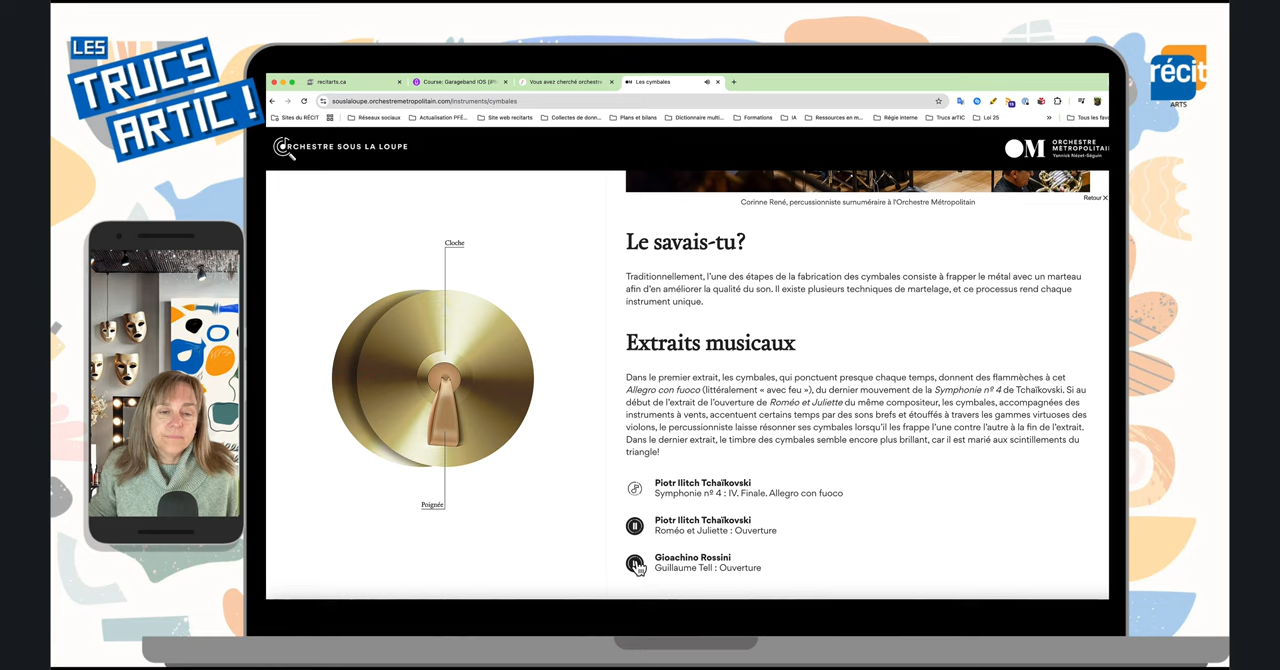 LES
TRUCS
ARTIC !
récit
ARTS
recitarts.ca
Course: Garageband iOS (iP
Vous avez cherché orchestr
Les cymbales
souslaloupe.orchestremetropolitain.com/instruments/cymbales
Sites du RÉCIT
Réseaux sociaux
Actualisation PFÉ...
Site web recitarts
Collectes de donn...
Plans et bilans
Dictionnaire multi...
Formations
IA
Ressources en m...
Régie interne
Trucs arTIC
Loi 25
»
Tous les favo
ORCHESTRE SOUS LA LOUPE
OM
ORCHESTRE
MÉTROPOLITAI
Yannick Nézet-Séguin
Retour X
Corinne René, percussionniste surnuméraire à l'Orchestre Métropolitain
Cloche
Poignée
Le savais-tu?
Traditionnellement, l'une des étapes de la fabrication des cymbales consiste à frapper le métal avec un marteau
afin d'en améliorer la qualité du son. Il existe plusieurs techniques de martelage, et ce processus rend chaque
instrument unique.
Extraits musicaux
Dans le premier extrait, les cymbales, qui ponctuent presque chaque temps, donnent des flammèches à cet
Allegro con fuoco (littéralement « avec feu »), du dernier mouvement de la Symphonie nº 4 de Tchaïkovski. Si au
début de l'extrait de l'ouverture de Roméo et Juliette du même compositeur, les cymbales, accompagnées des
instruments à vents, accentuent certains temps par des sons brefs et étouffés à travers les gammes virtuoses des
violons, le percussionniste laisse résonner ses cymbales lorsqu'il les frappe l'une contre l'autre à la fin de l'extrait.
Dans le dernier extrait, le timbre des cymbales semble encore plus brillant, car il est marié aux scintillements du
triangle!
Piotr Ilitch Tchaïkovski
Symphonie nº 4 : IV. Finale. Allegro con fuoco
Piotr Ilitch Tchaïkovski
Roméo et Juliette : Ouverture
Gioachino Rossini
Guillaume Tell : Ouverture